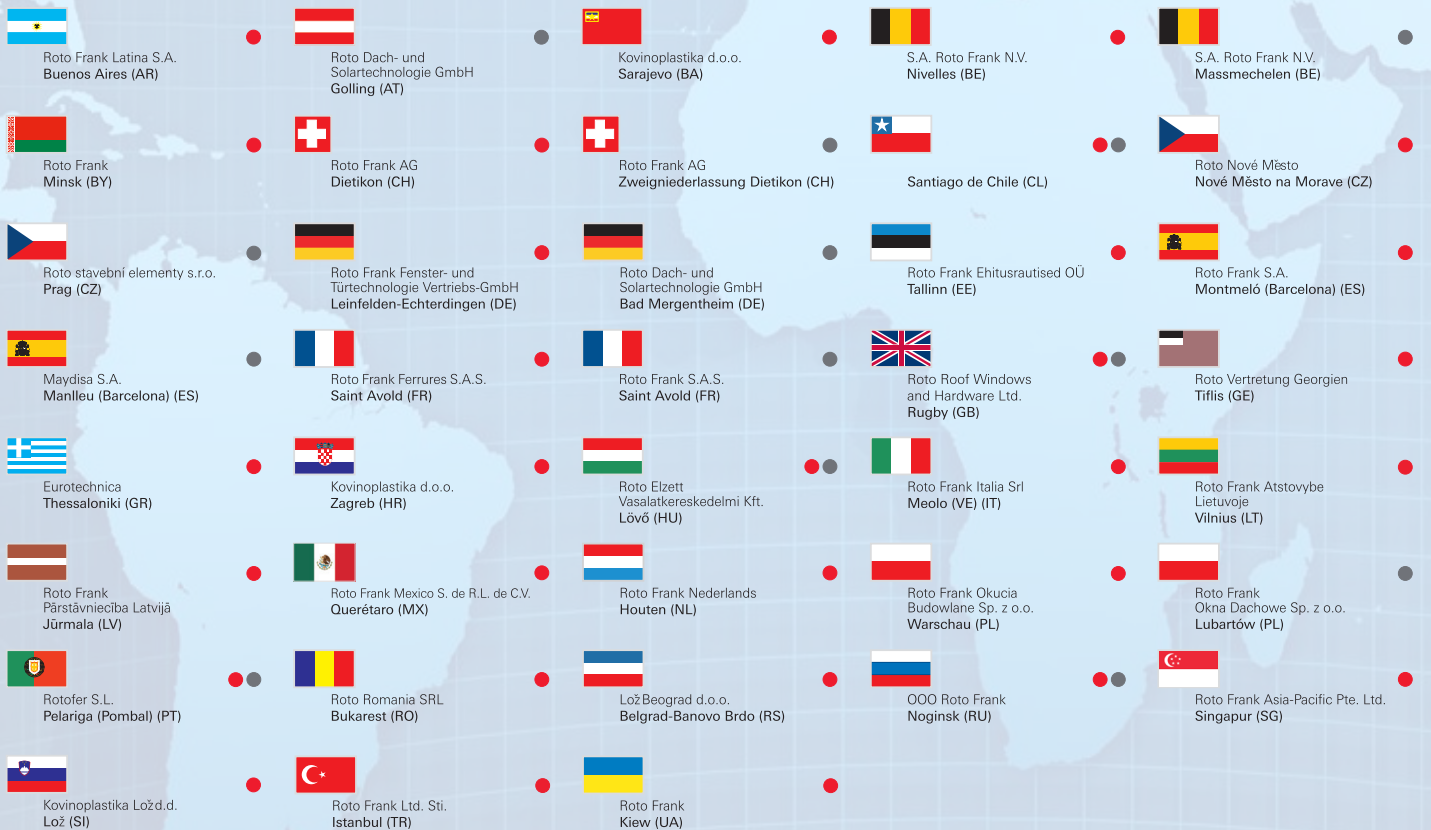 Roto Frank Latina S.A.
Buenos Aires (AR)
Roto Dach- und
Solartechnologie GmbH
Golling (AT)
Kovinoplastika d.o.o.
Sarajevo (BA)
S.A. Roto Frank N.V.
Nivelles (BE)
S.A. Roto Frank N.V.
Massmechelen (BE)
Roto Frank
Minsk (BY)
Roto Frank AG
Dietikon (CH)
Roto Frank AG
Zweigniederlassung Dietikon (CH)
Santiago de Chile (CL)
Roto Nové Město
Nové Město na Morave (CZ)
Roto stavební elementy s.r.o.
Prag (CZ)
Roto Frank Fenster- und
Türtechnologie Vertriebs-GmbH
Leinfelden-Echterdingen (DE)
Roto Dach- und
Solartechnologie GmbH
Bad Mergentheim (DE)
Roto Frank Ehitusrautised OÜ
Tallinn (EE)
Roto Frank S.A.
Montmeló (Barcelona) (ES)
Maydisa S.A.
Manlleu (Barcelona) (ES)
Roto Frank Ferrures S.A.S.
Saint Avold (FR)
Roto Frank S.A.S.
Saint Avold (FR)
Roto Roof Windows
and Hardware Ltd.
Rugby (GB)
Roto Vertretung Georgien
Tiflis (GE)
Eurotechnica
Thessaloniki (GR)
Kovinoplastika d.o.o.
Zagreb (HR)
Roto Elzett
Vasalatkereskedelmi Kft.
Lövő (HU)
Roto Frank Italia Srl
Meolo (VE) (IT)
Roto Frank Atstovybe
Lietuvoje
Vilnius (LT)
Roto Frank
Pārstāvniecība Latvijā
Jūrmala (LV)
Roto Frank Mexico S. de R.L. de C.V.
Querétaro (MX)
Roto Frank Nederlands
Houten (NL)
Roto Frank Okucia
Budowlane Sp. z o.o.
Warschau (PL)
Roto Frank
Okna Dachowe Sp. z o.o.
Lubartów (PL)
Rotofer S.L.
Pelariga (Pombal) (PT)
Roto Romania SRL
Bukarest (RO)
Lož Beograd d.o.o.
Belgrad-Banovo Brdo (RS)
OOO Roto Frank
Noginsk (RU)
Roto Frank Asia-Pacific Pte. Ltd.
Singapur (SG)
Kovinoplastika Lož d.d.
Lož (SI)
Roto Frank Ltd. Sti.
Istanbul (TR)
Roto Frank
Kiew (UA)